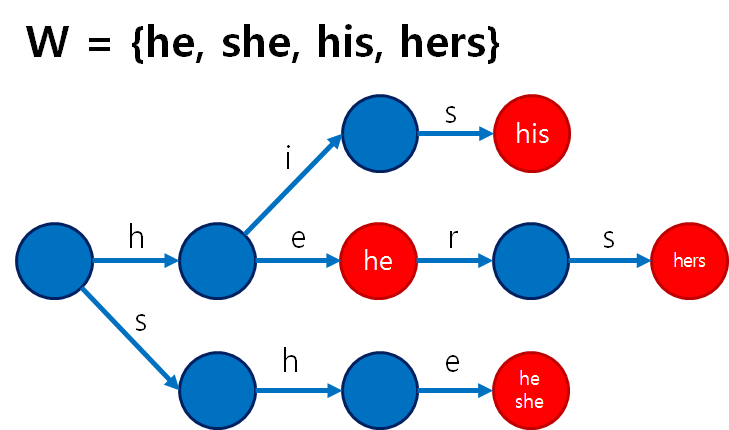 W = {he, she, his, hers}
s
his
i
h
e
he
r
s
hers
s
h
e
he
she